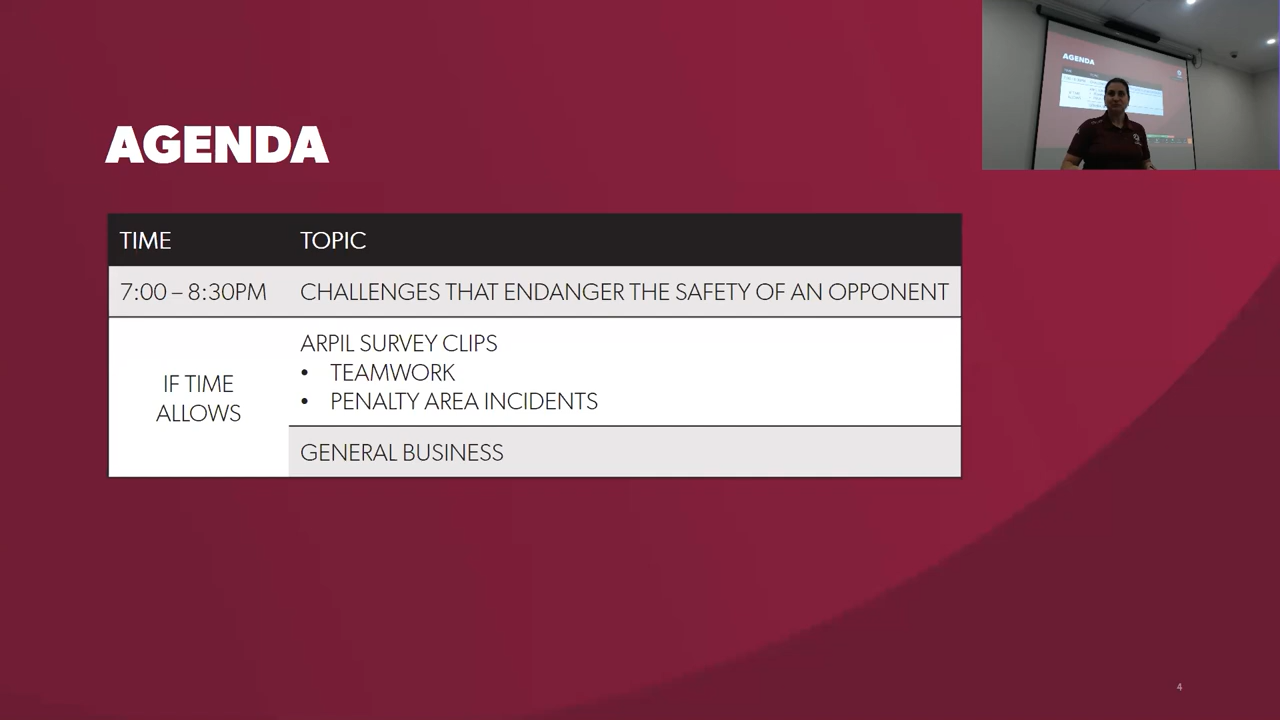 AGENDA
TIME TOPIC
7:00 – 8:30PM CHALLENGES THAT ENDANGER THE SAFETY OF AN OPPONENT
IF TIME ALLOWS
ARPIL SURVEY CLIPS
• TEAMWORK
• PENALTY AREA INCIDENTS
GENERAL BUSINESS
4
AGENDA